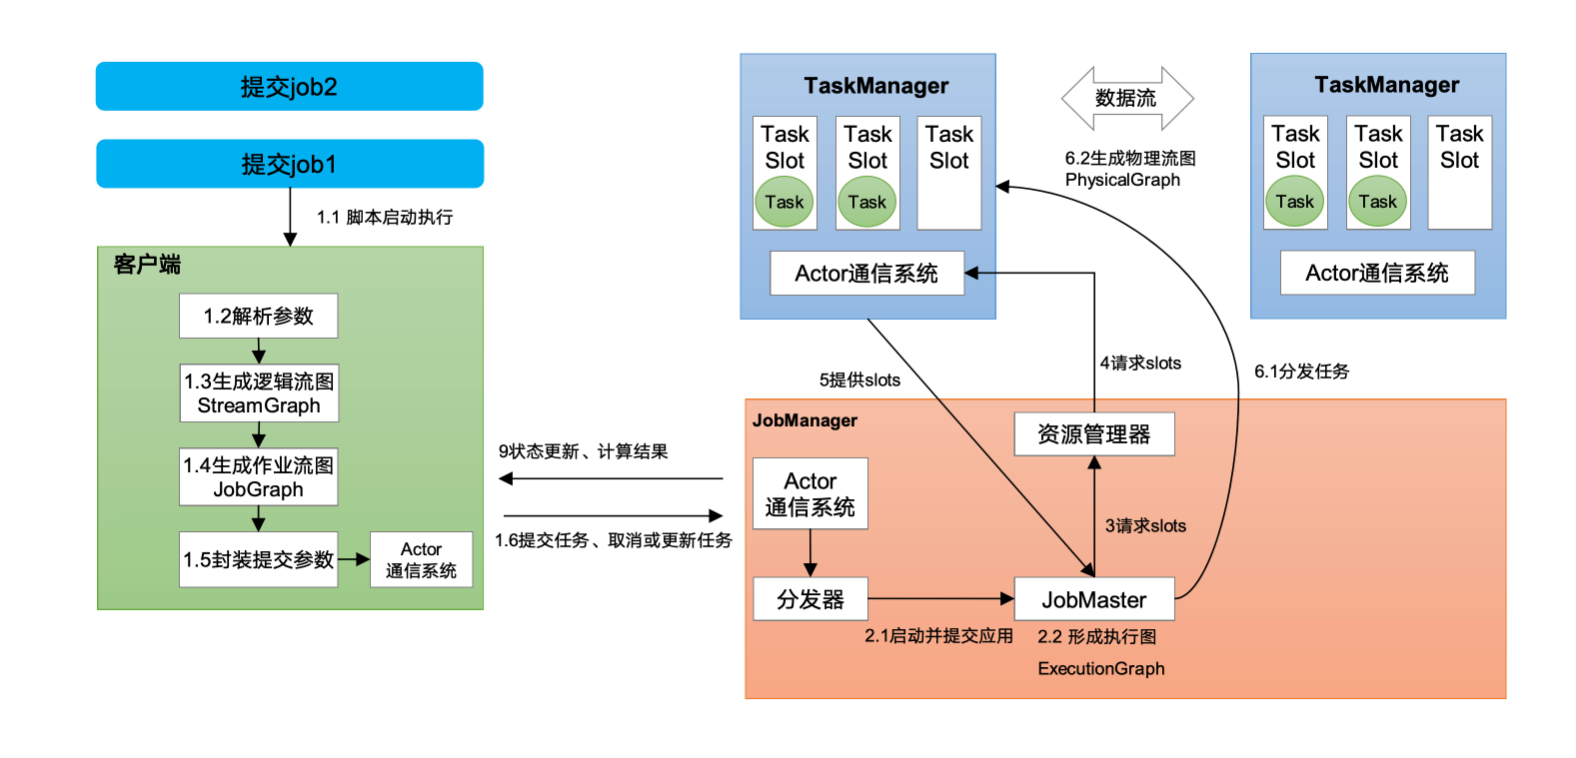 提交job2
提交job1
1.1 脚本启动执行
客户端
1.2解析参数
1.3生成逻辑流图
StreamGraph
1.4生成作业流图
JobGraph
1.5封装提交参数
Actor
通信系统
9状态更新、计算结果
1.6提交任务、取消或更新任务
TaskManager
Task
Slot
Task
Task
Slot
Task
Task
Slot
Actor通信系统
数据流
6.2生成物理流图
PhysicalGraph
TaskManager
Task
Slot
Task
Task
Slot
Task
Task
Slot
Actor通信系统
5提供slots
4请求slots
6.1分发任务
JobManager
资源管理器
Actor
通信系统
3请求slots
分发器
JobMaster
2.1启动并提交应用
2.2 形成执行图
ExecutionGraph